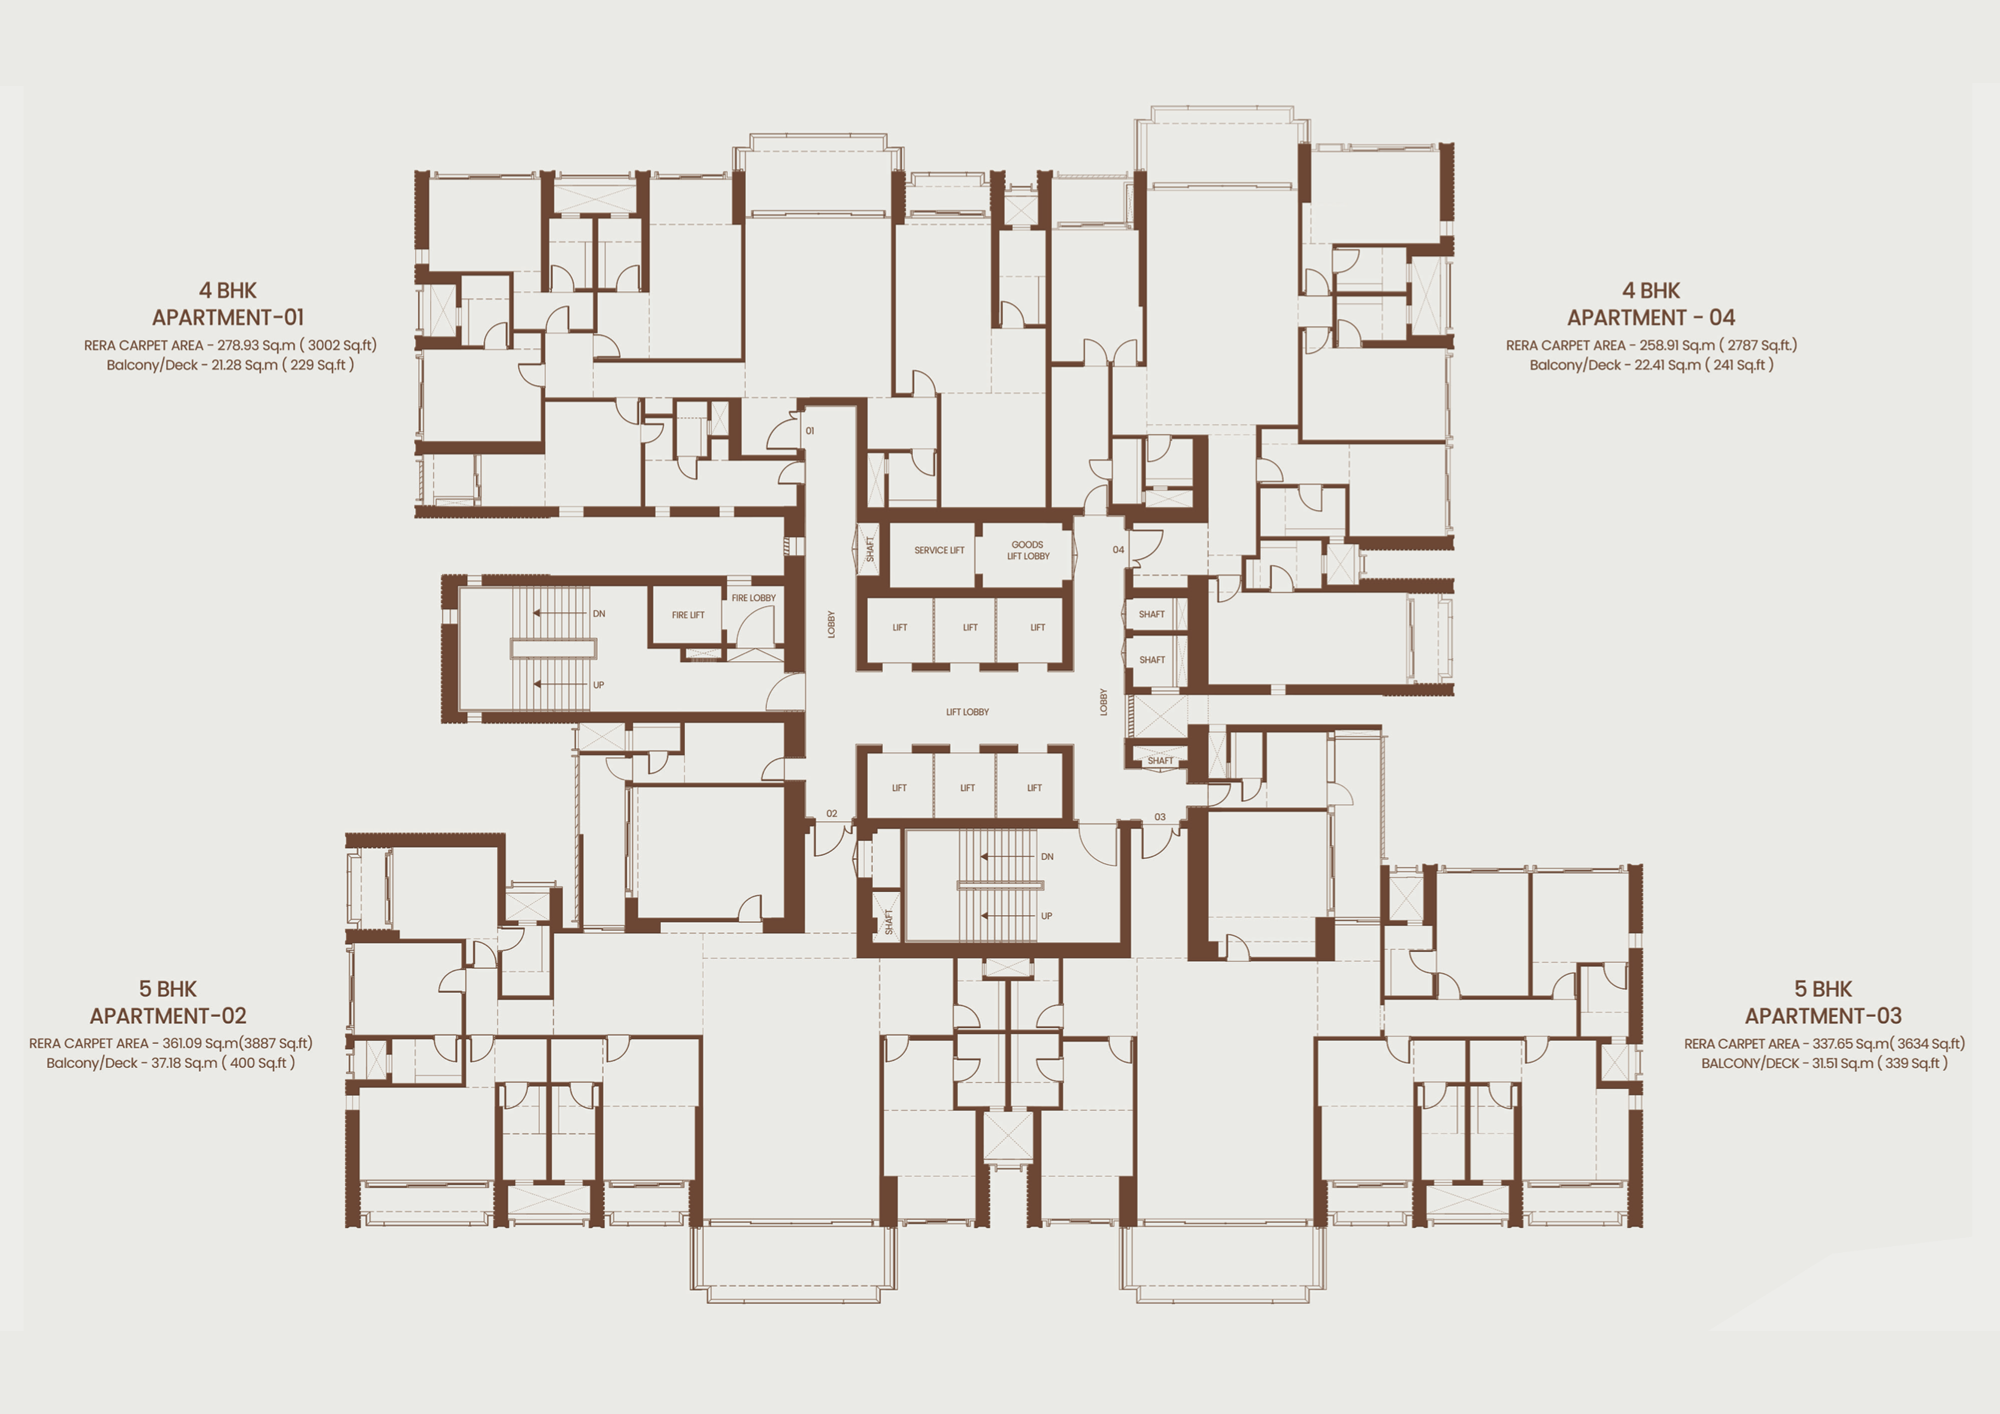 4 BHK
APARTMENT-01
RERA CARPET AREA - 278.93 Sq.m ( 3002 Sq.ft)
Balcony/Deck - 21.28 Sq.m ( 229 Sq.ft )
4 BHK
APARTMENT - 04
RERA CARPET AREA - 258.91 Sq.m ( 2787 Sq.ft.)
Balcony/Deck - 22.41 Sq.m ( 241 Sq.ft )
01
SHAFT
SERVICE LIFT
GOODS
LIFT LOBBY
04
DN
FIRE LIFT
FIRE LOBBY
LOBBY
LIFT
LIFT
LIFT
SHAFT
SHAFT
UP
LIFT LOBBY
LOBBY
SHAFT
LIFT
LIFT
LIFT
02
03
DN
UP
SHAFT
5 BHK
APARTMENT-02
RERA CARPET AREA - 361.09 Sq.m(3887 Sq.ft)
Balcony/Deck - 37.18 Sq.m ( 400 Sq.ft )
5 BHK
APARTMENT-03
RERA CARPET AREA - 337.65 Sq.m( 3634 Sq.ft)
BALCONY/DECK - 31.51 Sq.m ( 339 Sq.ft )